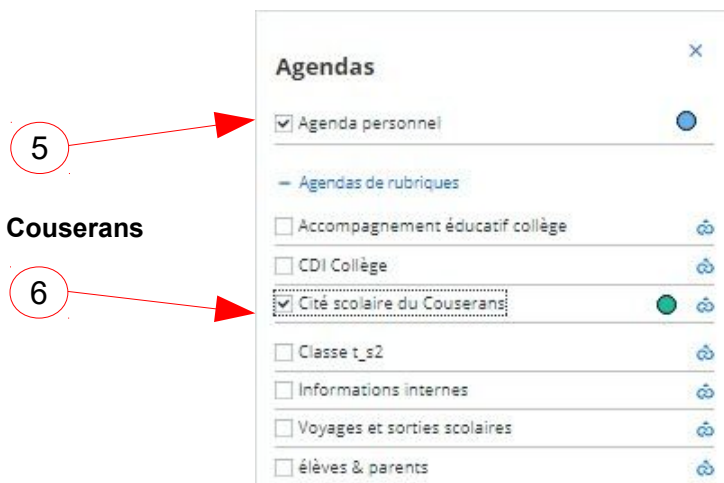 Agendas
5
Agenda personnel
− Agendas de rubriques
Couserans
Accompagnement éducatif collège
CDI Collège
6
Cité scolaire du Couserans
Classe t_s2
Informations internes
Voyages et sorties scolaires
élèves & parents